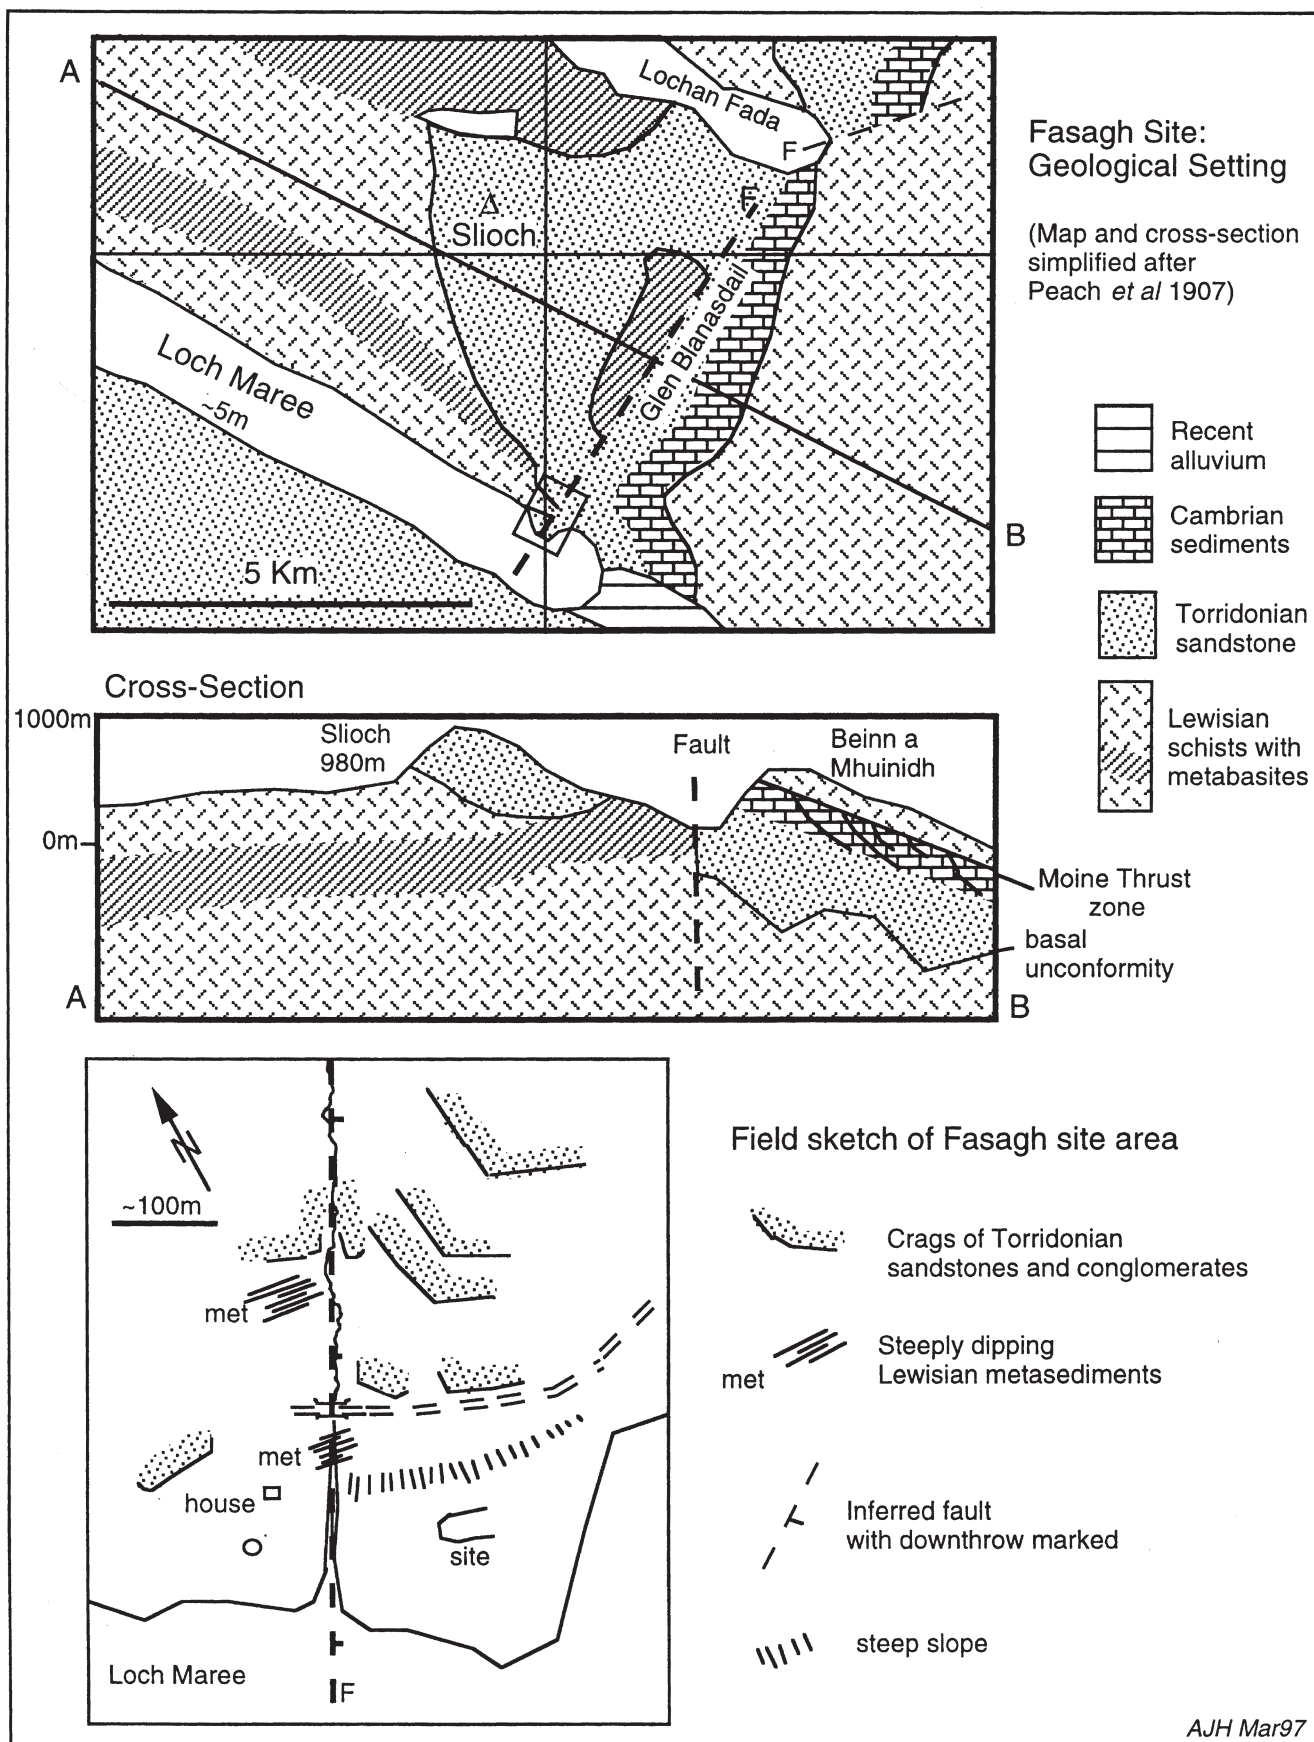 A
Lochan Fada
F
Fasagh Site:
Geological Setting
F
Δ
Slioch
(Map and cross-section
simplified after
Peach et al 1907)
Glen Bianasdail
Loch Maree
~5m
Recent
alluvium
B
Cambrian
sediments
5 Km
Torridonian
sandstone
Cross-Section
1000m
Slioch
980m
Fault
Beinn a
Mhuinidh
Lewisian
schists with
metabasites
0m
Moine Thrust
zone
basal
unconformity
A
B
~100m
Field sketch of Fasagh site area
Crags of Torridonian
sandstones and conglomerates
met
Steeply dipping
Lewisian metasediments
met
met
house
site
Inferred fault
with downthrow marked
steep slope
Loch Maree
F
AJH Mar97